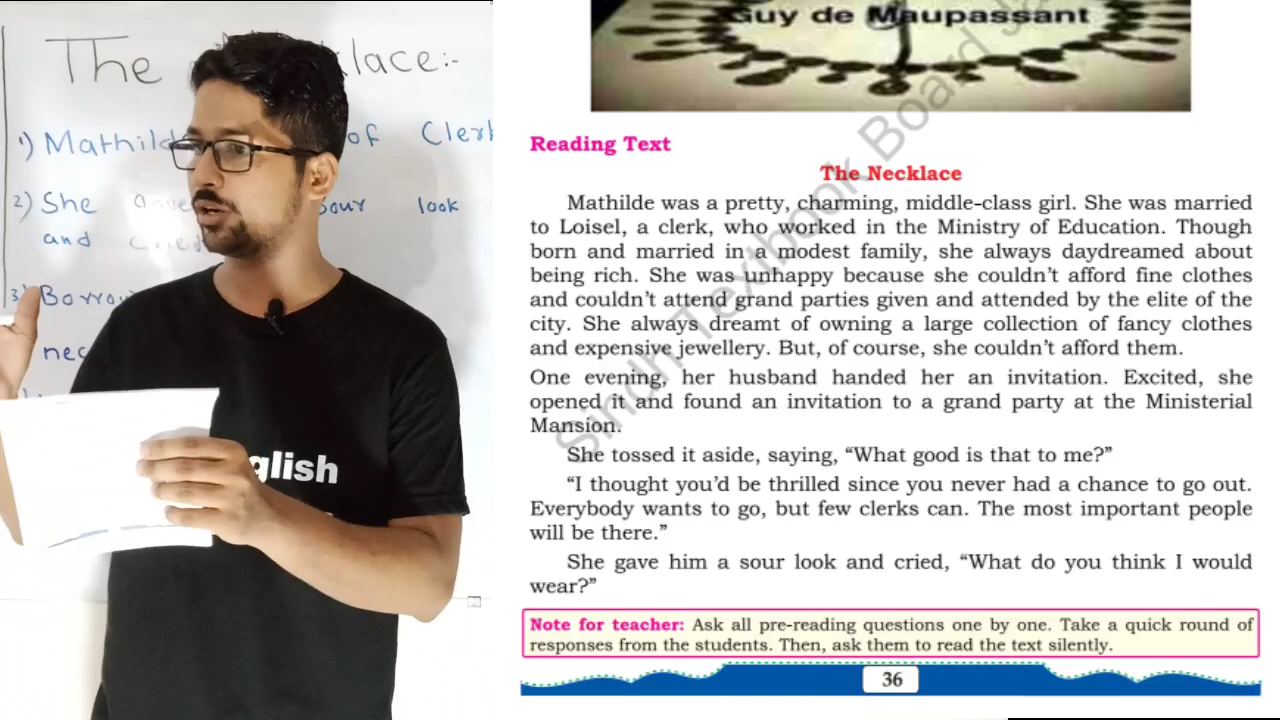 The lace:-
1) Mathild of Clerk
2) She our look
and cried
3) Borrow
nec
glish
Guy de Maupassant
Reading Text
The Necklace
Mathilde was a pretty, charming, middle-class girl. She was married
to Loisel, a clerk, who worked in the Ministry of Education. Though
born and married in a modest family, she always daydreamed about
being rich. She was unhappy because she couldn’t afford fine clothes
and couldn’t attend grand parties given and attended by the elite of the
city. She always dreamt of owning a large collection of fancy clothes
and expensive jewellery. But, of course, she couldn’t afford them.
One evening, her husband handed her an invitation. Excited, she
opened it and found an invitation to a grand party at the Ministerial
Mansion.
She tossed it aside, saying, “What good is that to me?”
“I thought you’d be thrilled since you never had a chance to go out.
Everybody wants to go, but few clerks can. The most important people
will be there.”
She gave him a sour look and cried, “What do you think I would
wear?”
Note for teacher: Ask all pre-reading questions one by one. Take a quick round of
responses from the students. Then, ask them to read the text silently.
36
Sindh Textbook Board J